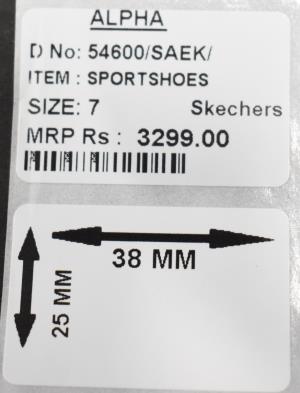 ALPHA
D No: 54600/SAEK/
ITEM : SPORTSHOES
SIZE: 7 Skechers
MRP Rs : 3299.00
38 MM
25 MM